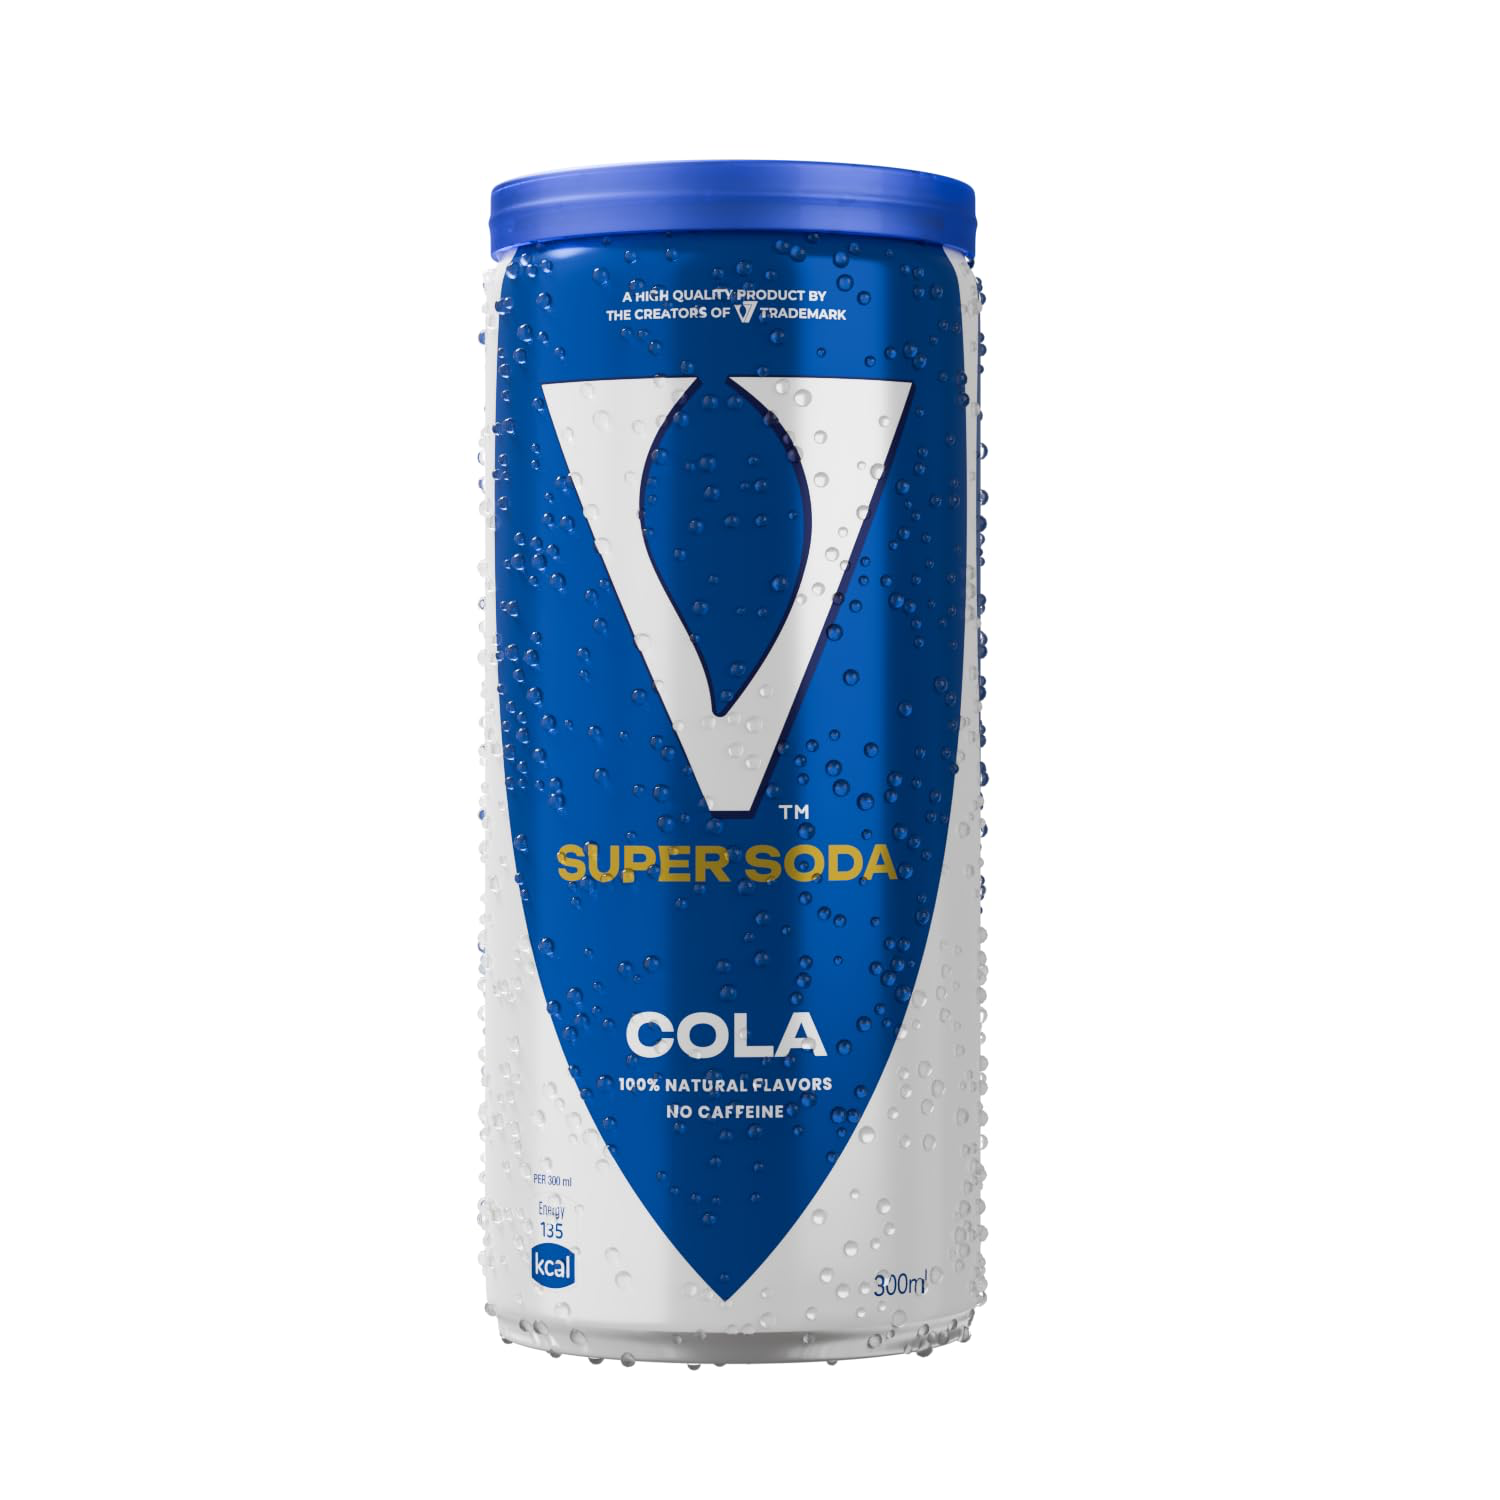 A HIGH QUALITY PRODUCT BY
THE CREATORS OF V TRADEMARK
V
TM
SUPER SODA
COLA
100% NATURAL FLAVORS
NO CAFFEINE
PER 300 ml
Energy
135
kcal
300ml